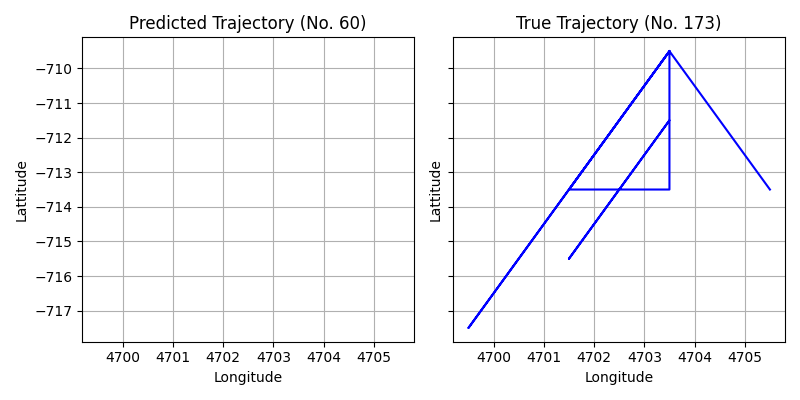 Predicted Trajectory (No. 60)
True Trajectory (No. 173)
−710
−711
−712
−713
−714
−715
−716
−717
Lattitude
Lattitude
4700 4701 4702 4703 4704 4705
4700 4701 4702 4703 4704 4705
Longitude
Longitude